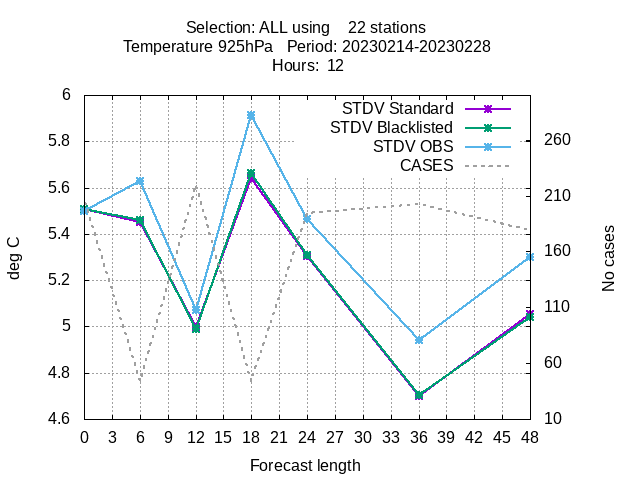 Selection: ALL using 22 stations
Temperature 925hPa Period: 20230214-20230228
Hours: 12
STDV Standard
STDV Blacklisted
STDV OBS
CASES
6
5.8
5.6
5.4
5.2
5
4.8
4.6
deg C
260
210
160
110
60
10
No cases
0 3 6 9 12 15 18 21 24 27 30 33 36 39 42 45 48
Forecast length